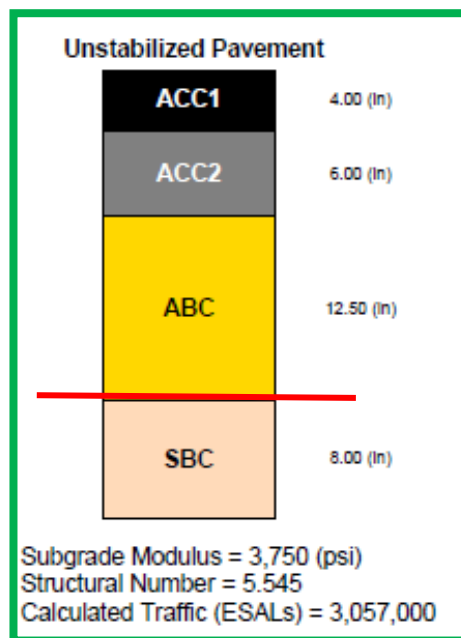 Unstabilized Pavement
ACC1 4.00 (in)
ACC2 6.00 (in)
ABC 12.50 (in)
SBC 8.00 (in)
Subgrade Modulus = 3,750 (psi)
Structural Number = 5.545
Calculated Traffic (ESALs) = 3,057,000